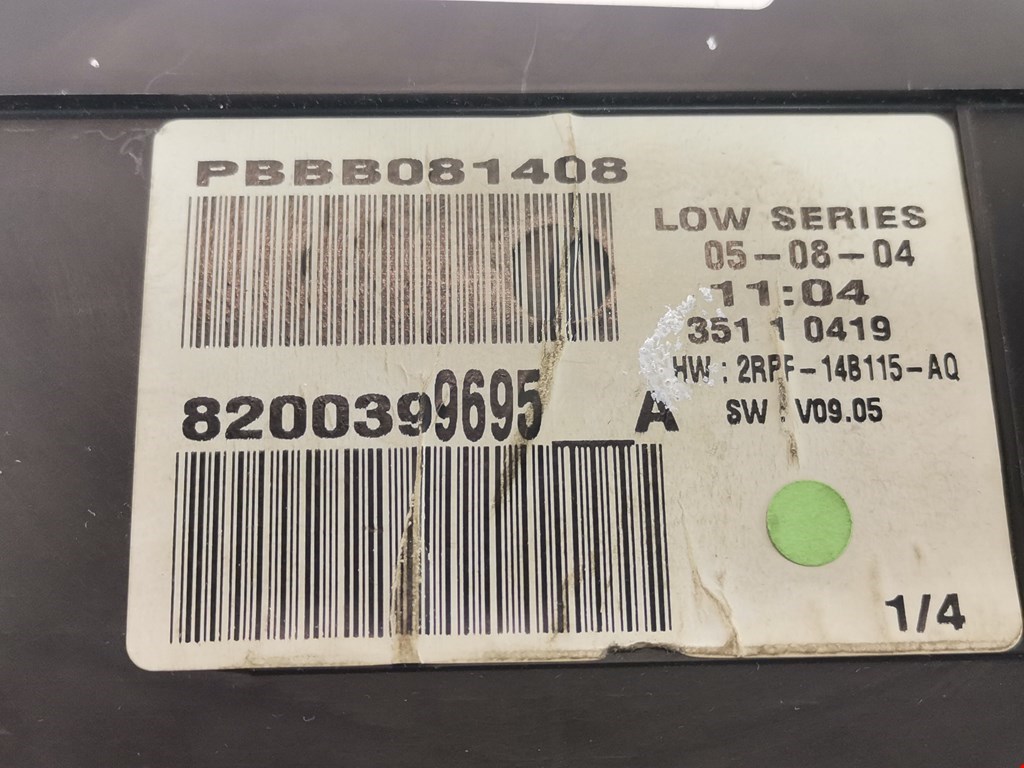 PBBB081408
LOW SERIES
05-08-04
11:04
351 1 0419
HW : 2RPF-14B115-AQ
8200399695___A
SW : V09.05
1/4